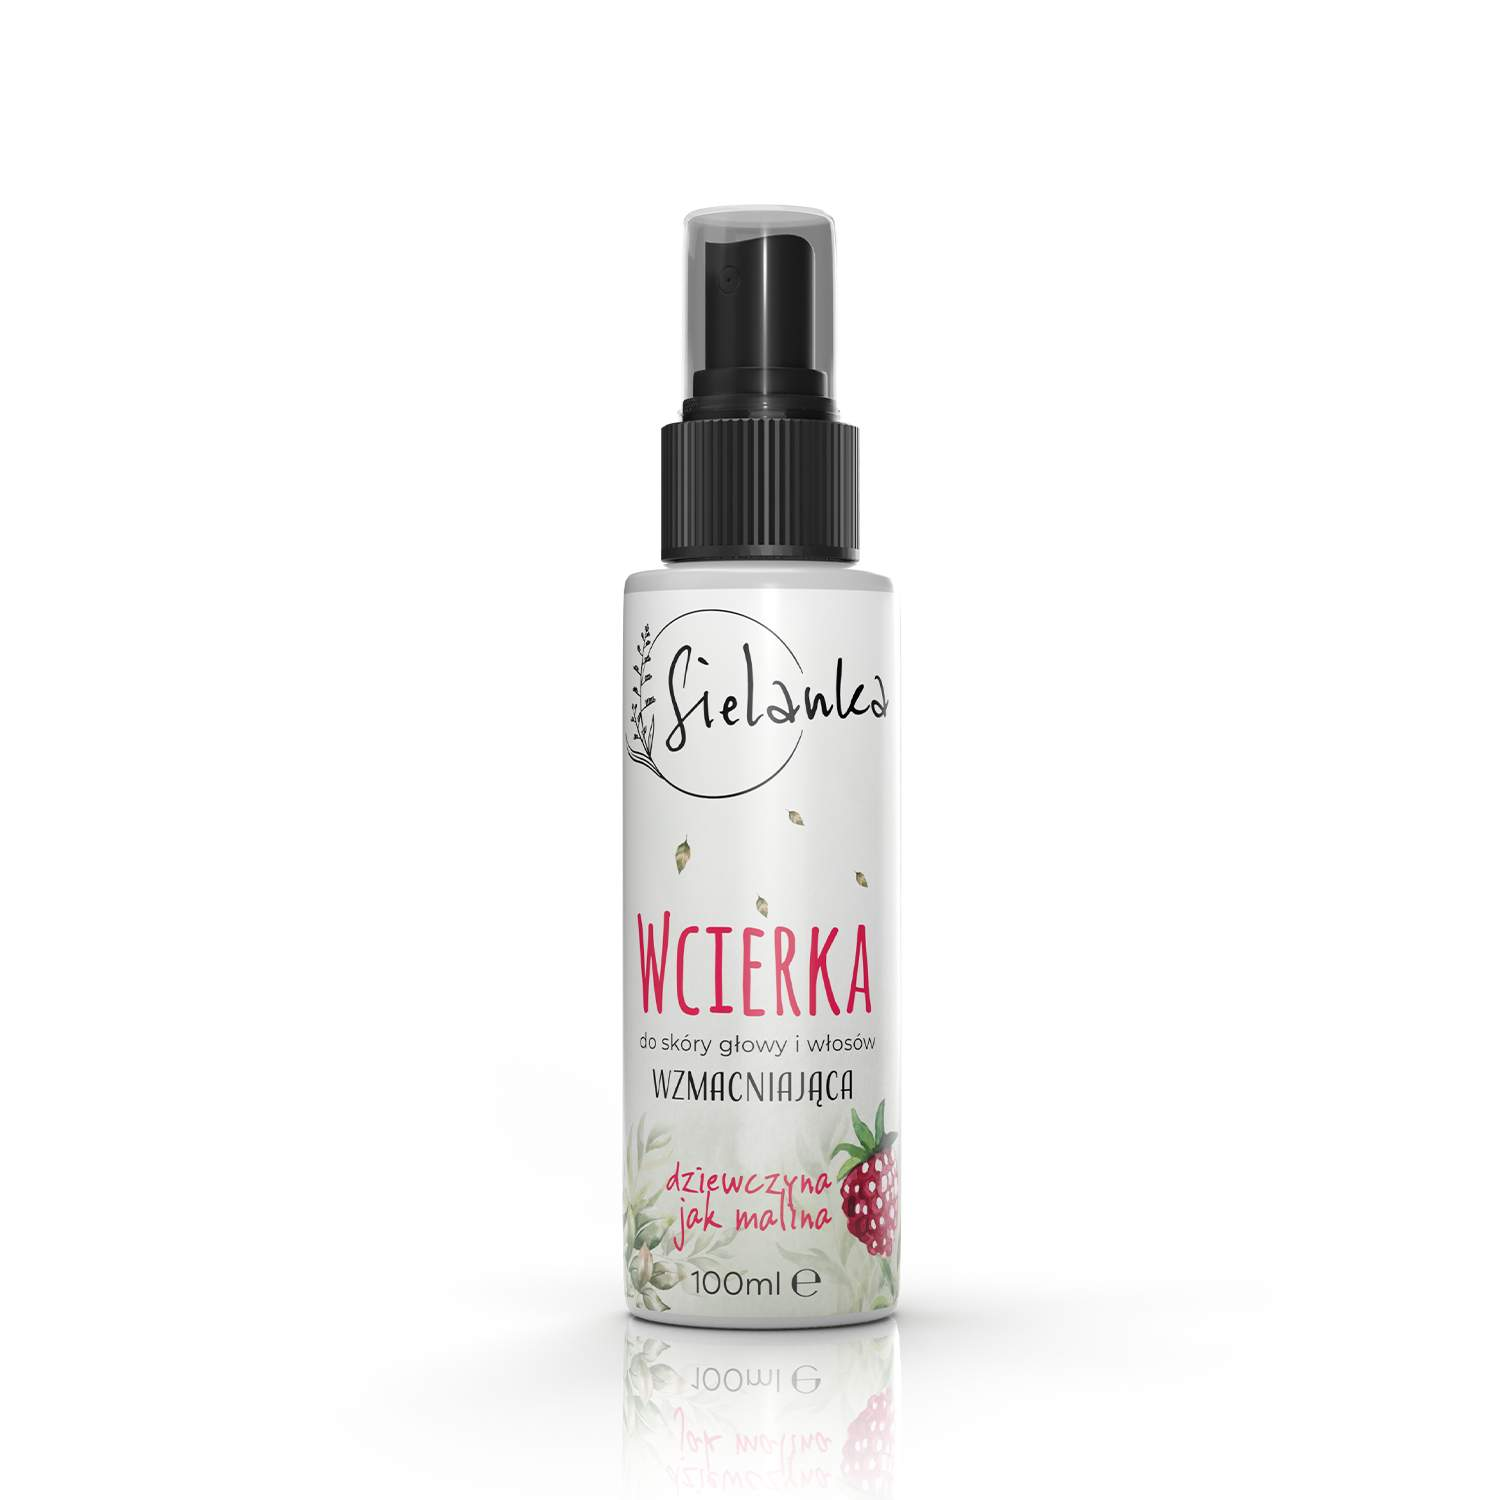 Sielanka
WCIERKA
do skóry głowy i włosów
WZMACNIAJĄCA
dziewczyna
jak malina
100ml ℮